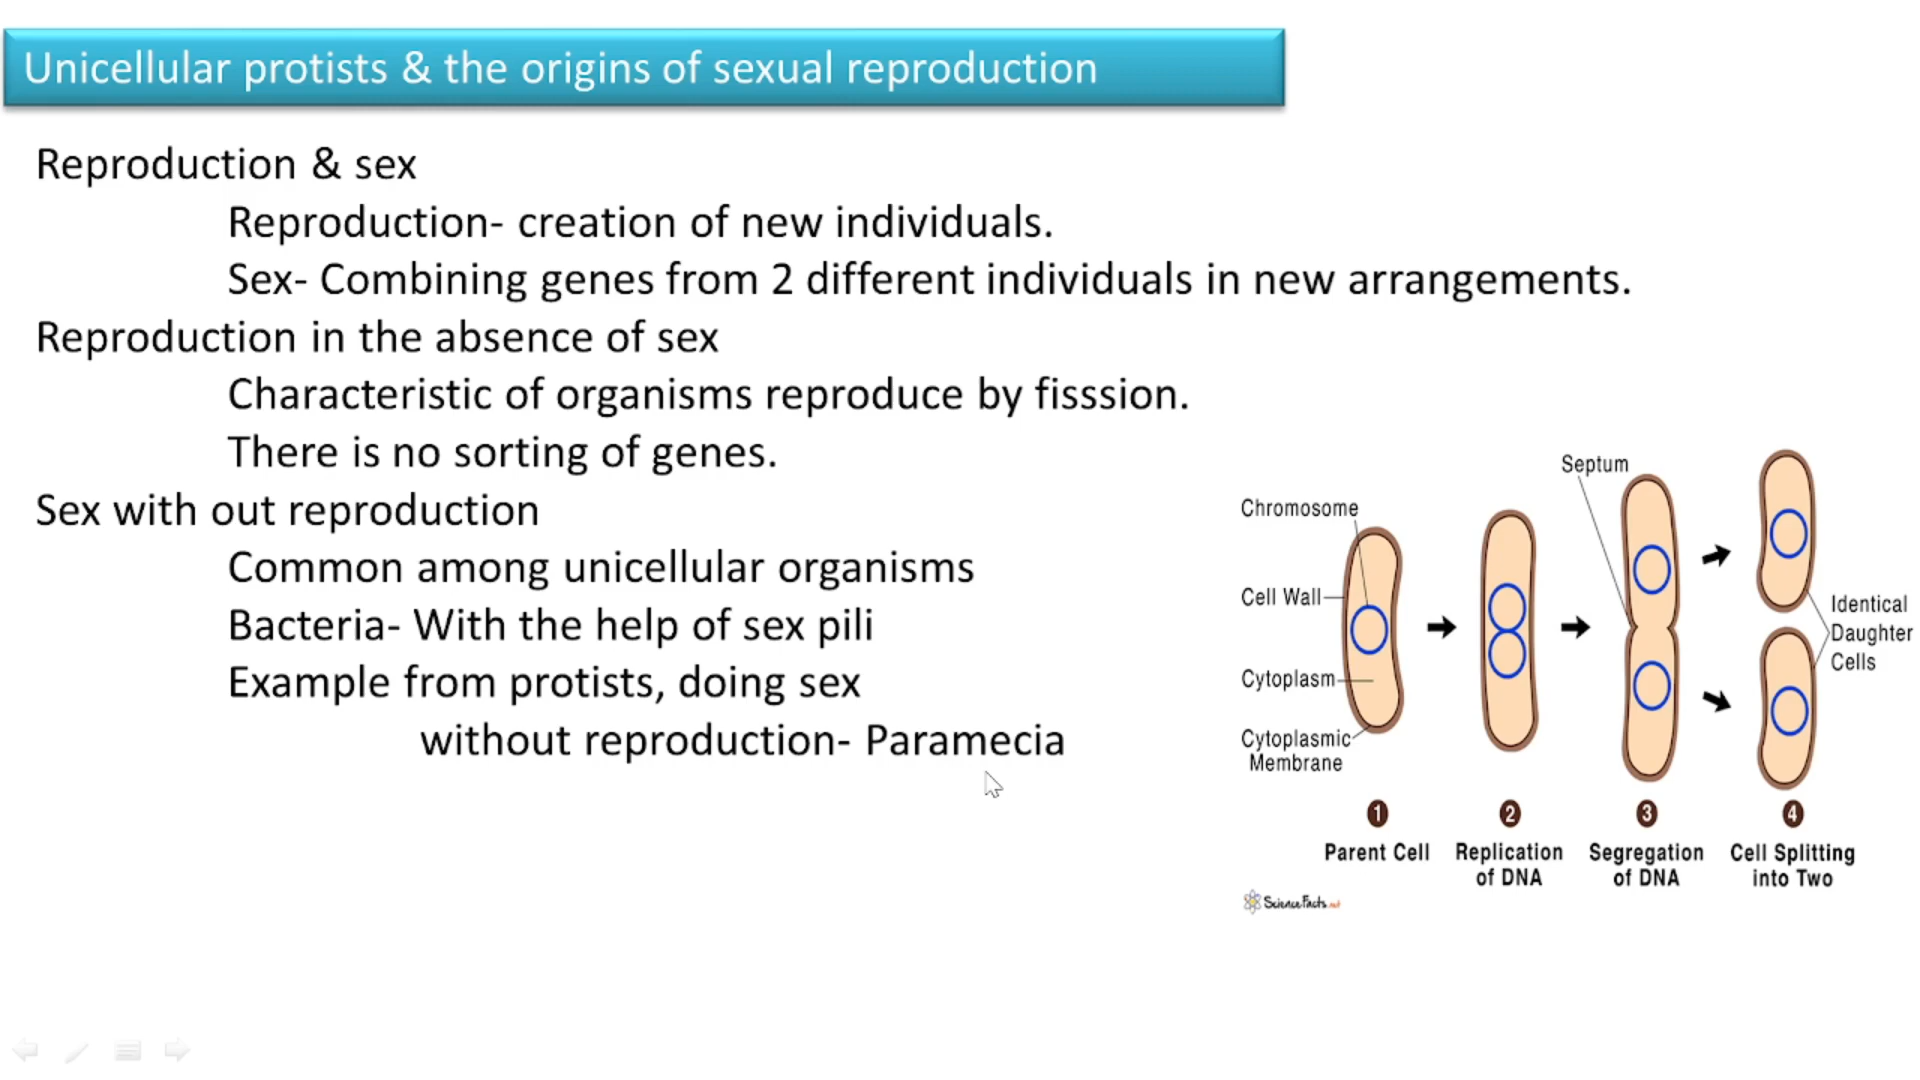 Unicellular protists & the origins of sexual reproduction
Reproduction & sex
Reproduction- creation of new individuals.
Sex- Combining genes from 2 different individuals in new arrangements.
Reproduction in the absence of sex
Characteristic of organisms reproduce by fisssion.
There is no sorting of genes.
Sex with out reproduction
Common among unicellular organisms
Bacteria- With the help of sex pili
Example from protists, doing sex
without reproduction- Paramecia
Septum
Chromosome
Cell Wall
Cytoplasm
Cytoplasmic
Membrane
Identical
Daughter
Cells
1
Parent Cell
2
Replication
of DNA
3
Segregation
of DNA
4
Cell Splitting
into Two
ScienceFacts.net